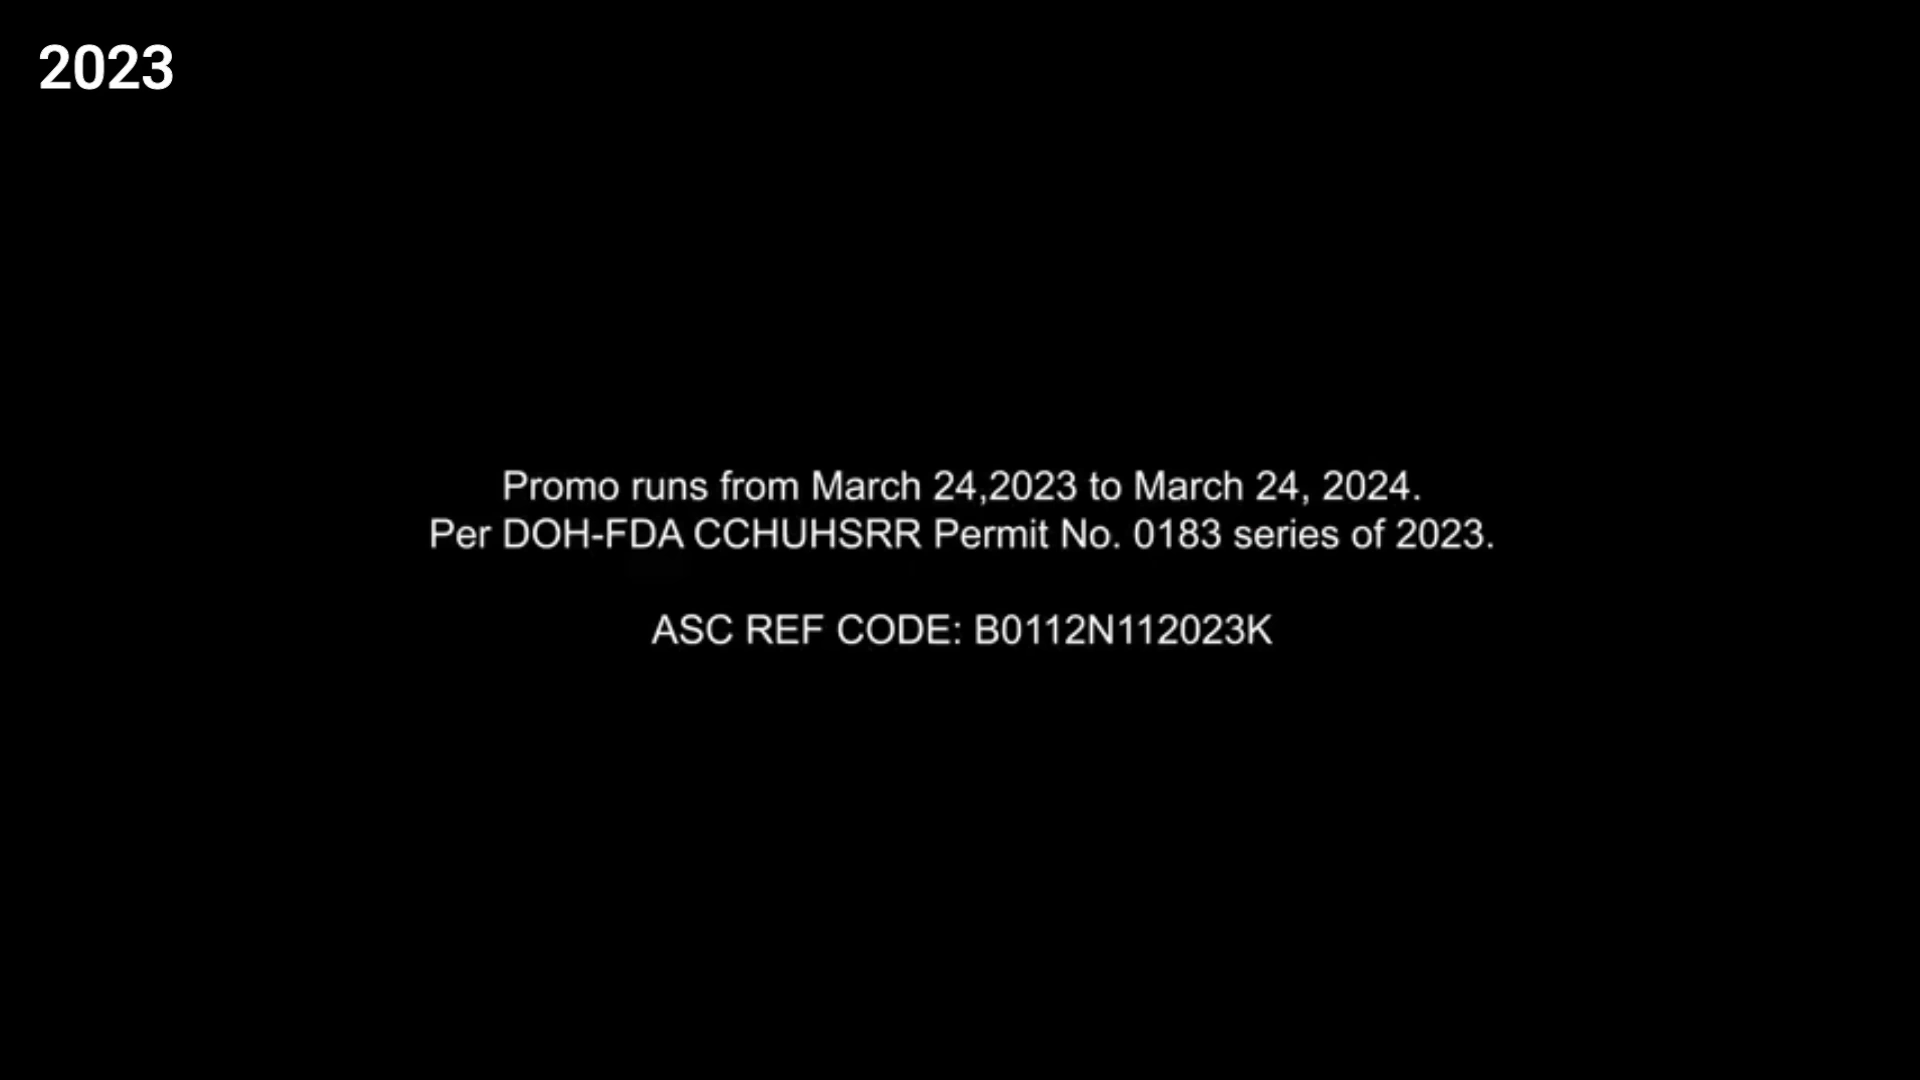 2023
Promo runs from March 24,2023 to March 24, 2024.
Per DOH-FDA CCHUHSRR Permit No. 0183 series of 2023.
ASC REF CODE: B0112N112023K